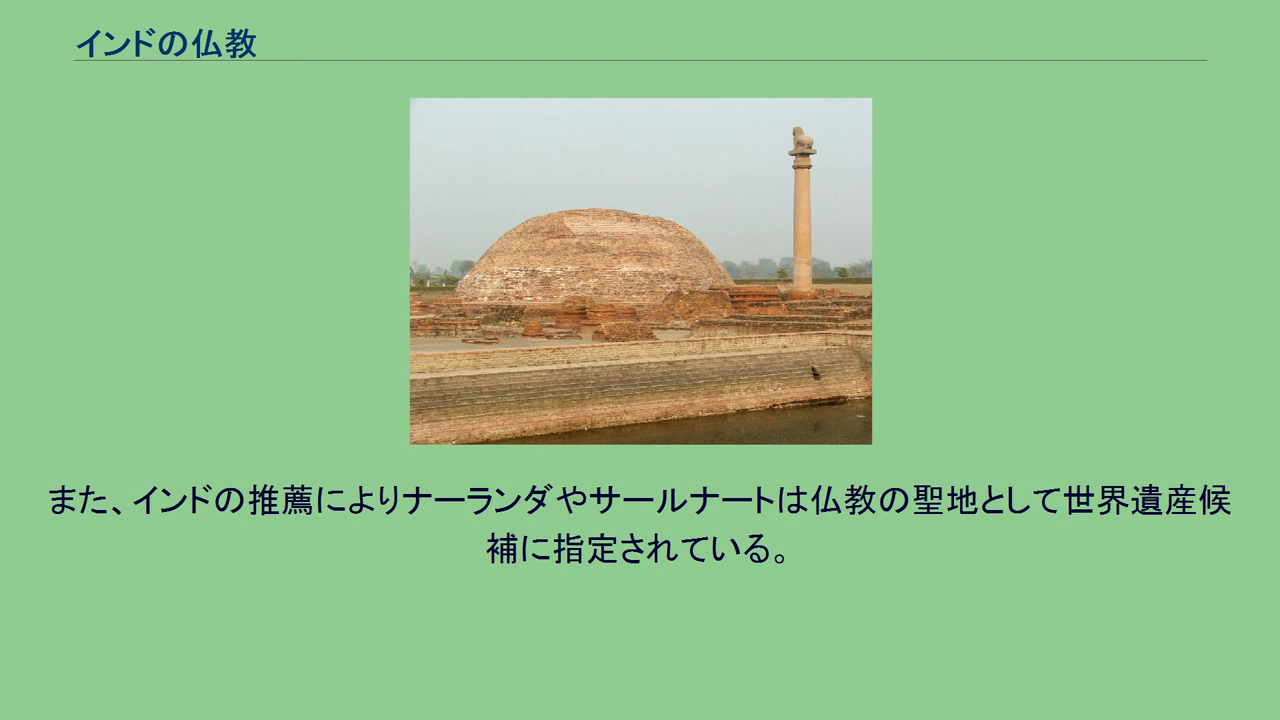 インドの仏教
また、インドの推薦によりナーランダやサールナートは仏教の聖地として世界遺産候
補に指定されている。